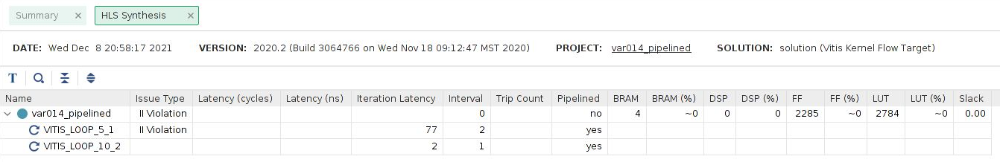 Summary × HLS Synthesis ×
DATE: Wed Dec 8 20:58:17 2021 VERSION: 2020.2 (Build 3064766 on Wed Nov 18 09:12:47 MST 2020) PROJECT: var014_pipelined SOLUTION: solution (Vitis Kernel Flow Target)
Name Issue Type Latency (cycles) Latency (ns) Iteration Latency Interval Trip Count Pipelined BRAM BRAM (%) DSP DSP (%) FF FF (%) LUT LUT (%) Slack
var014_pipelined II Violation 0 no 4 ~0 0 0 2285 ~0 2784 ~0 0.00
VITIS_LOOP_5_1 II Violation 77 2 yes
VITIS_LOOP_10_2 2 1 yes